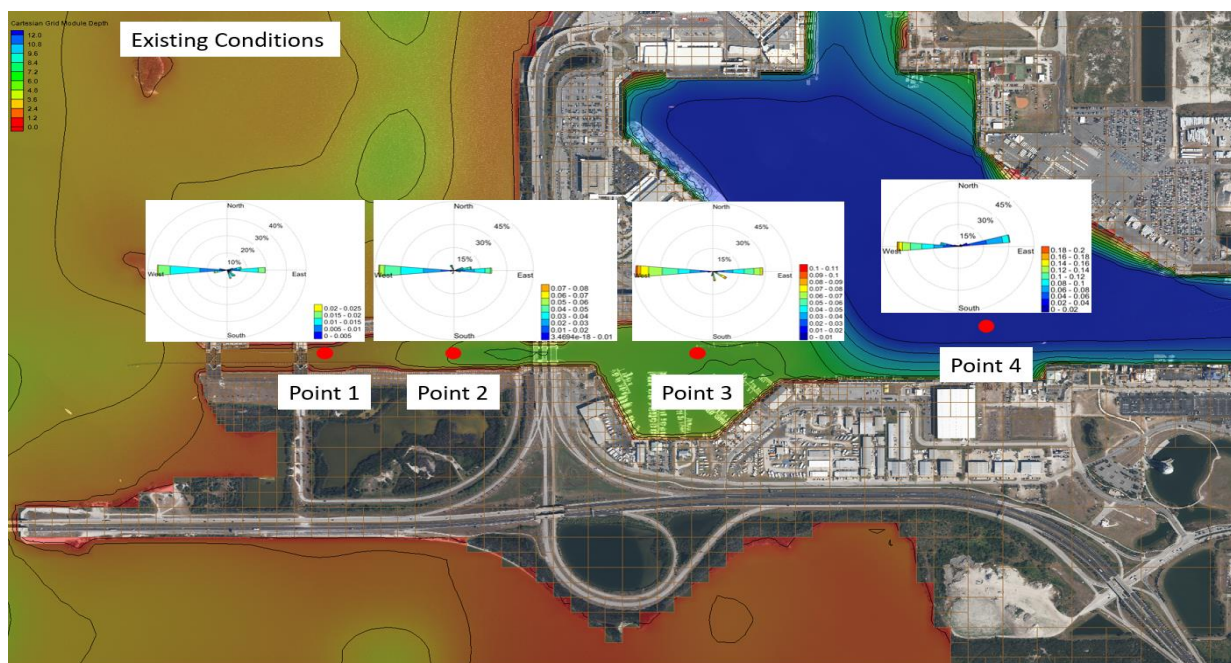 Cartesian Grid Module Depth
12.0
10.8
9.6
8.4
7.2
6.0
4.8
3.6
2.4
1.2
0.0
Existing Conditions
North
40%
30%
20%
10%
West
East
South
0.02 - 0.025
0.015 - 0.02
0.01 - 0.015
0.005 - 0.01
0 - 0.005
North
45%
30%
15%
West
East
South
0.07 - 0.08
0.06 - 0.07
0.05 - 0.06
0.04 - 0.05
0.03 - 0.04
0.02 - 0.03
0.01 - 0.02
3.4694e-18 - 0.01
North
45%
30%
15%
West
East
South
0.1 - 0.11
0.09 - 0.1
0.08 - 0.09
0.07 - 0.08
0.06 - 0.07
0.05 - 0.06
0.04 - 0.05
0.03 - 0.04
0.02 - 0.03
0.01 - 0.02
0 - 0.01
North
45%
30%
15%
West
East
South
0.18 - 0.2
0.16 - 0.18
0.14 - 0.16
0.12 - 0.14
0.1 - 0.12
0.08 - 0.1
0.06 - 0.08
0.04 - 0.06
0.02 - 0.04
0 - 0.02
Point 1
Point 2
Point 3
Point 4